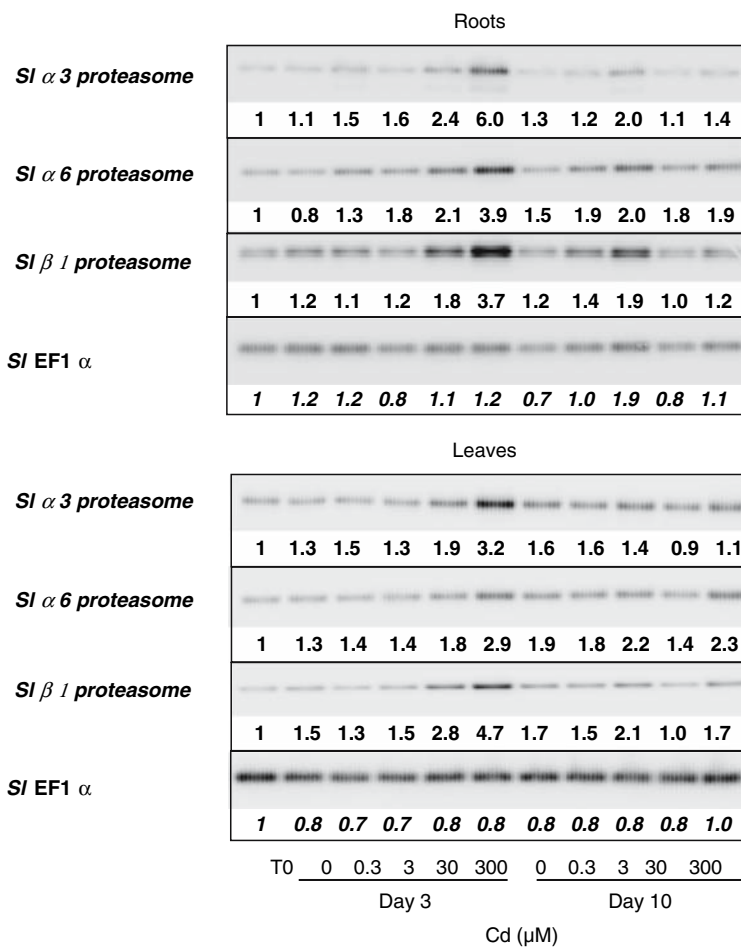 Roots
Sl α 3 proteasome
1 1.1 1.5 1.6 2.4 6.0 1.3 1.2 2.0 1.1 1.4
Sl α 6 proteasome
1 0.8 1.3 1.8 2.1 3.9 1.5 1.9 2.0 1.8 1.9
Sl β 1 proteasome
1 1.2 1.1 1.2 1.8 3.7 1.2 1.4 1.9 1.0 1.2
Sl EF1 α
1 1.2 1.2 0.8 1.1 1.2 0.7 1.0 1.9 0.8 1.1
Leaves
Sl α 3 proteasome
1 1.3 1.5 1.3 1.9 3.2 1.6 1.6 1.4 0.9 1.1
Sl α 6 proteasome
1 1.3 1.4 1.4 1.8 2.9 1.9 1.8 2.2 1.4 2.3
Sl β 1 proteasome
1 1.5 1.3 1.5 2.8 4.7 1.7 1.5 2.1 1.0 1.7
Sl EF1 α
1 0.8 0.7 0.7 0.8 0.8 0.8 0.8 0.8 0.8 1.0
T0 0 0.3 3 30 300 0 0.3 3 30 300
Day 3 Day 10
Cd (µM)